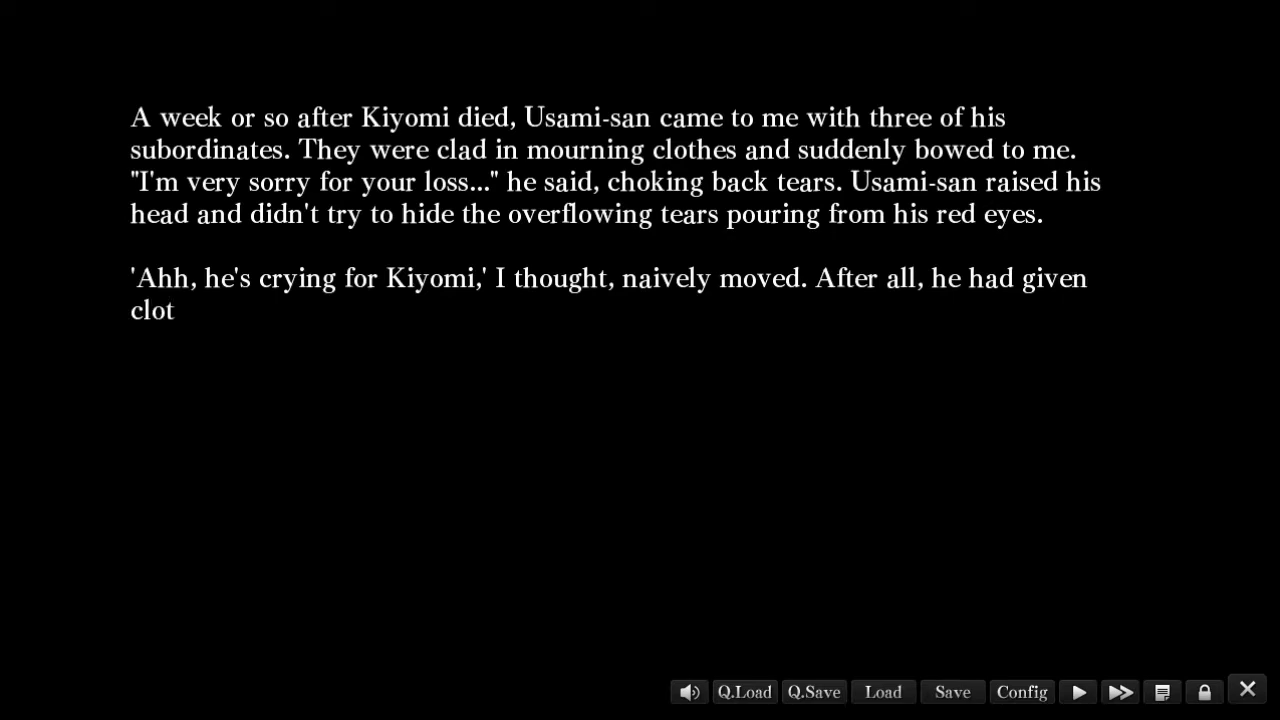 A week or so after Kiyomi died, Usami-san came to me with three of his
subordinates. They were clad in mourning clothes and suddenly bowed to me.
"I'm very sorry for your loss..." he said, choking back tears. Usami-san raised his
head and didn't try to hide the overflowing tears pouring from his red eyes.
'Ahh, he's crying for Kiyomi,' I thought, naively moved. After all, he had given
clot
Q.Load Q.Save Load Save Config